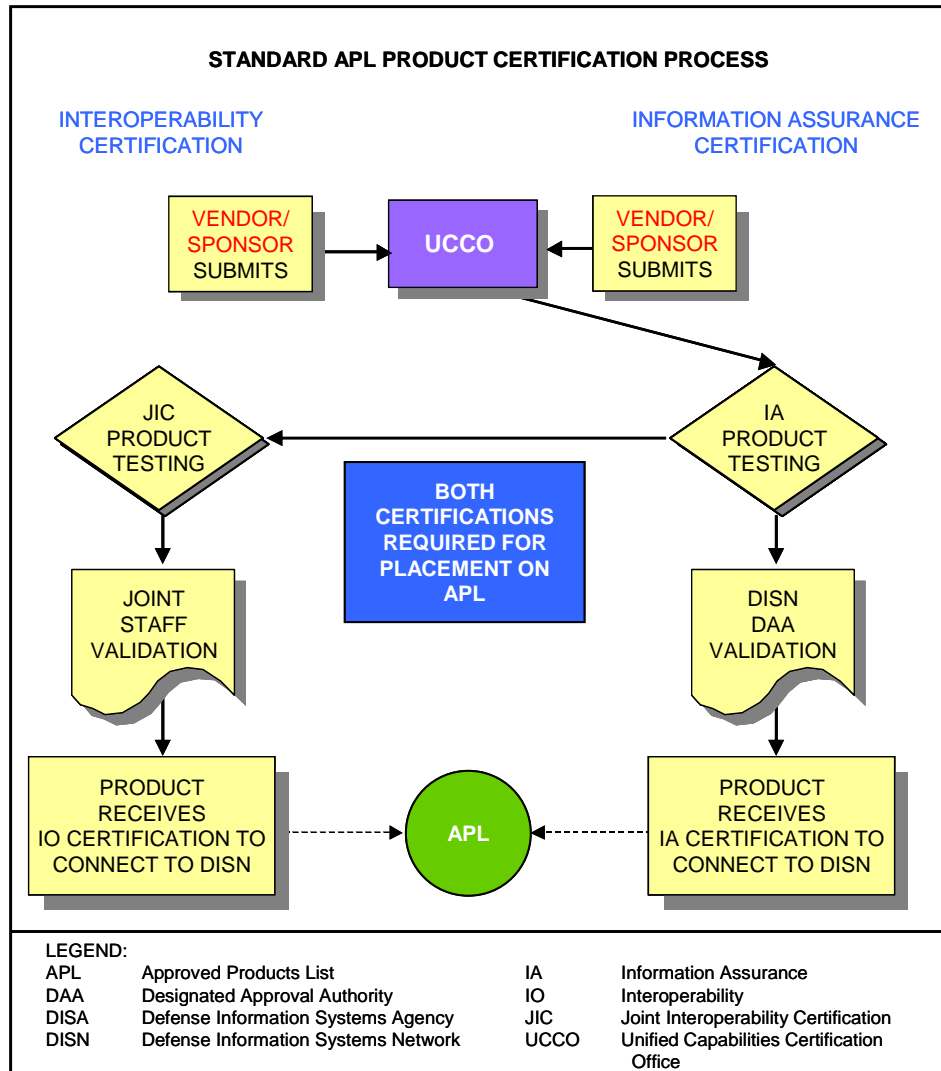 STANDARD APL PRODUCT CERTIFICATION PROCESS
INTEROPERABILITY
CERTIFICATION
INFORMATION ASSURANCE
CERTIFICATION
VENDOR/
SPONSOR
SUBMITS
UCCO
VENDOR/
SPONSOR
SUBMITS
JIC
PRODUCT
TESTING
IA
PRODUCT
TESTING
BOTH
CERTIFICATIONS
REQUIRED FOR
PLACEMENT ON
APL
JOINT
STAFF
VALIDATION
DISN
DAA
VALIDATION
PRODUCT
RECEIVES
IO CERTIFICATION TO
CONNECT TO DISN
APL
PRODUCT
RECEIVES
IA CERTIFICATION TO
CONNECT TO DISN
LEGEND:
APL Approved Products List
DAA Designated Approval Authority
DISA Defense Information Systems Agency
DISN Defense Information Systems Network
IA Information Assurance
IO Interoperability
JIC Joint Interoperability Certification
UCCO Unified Capabilities Certification
Office